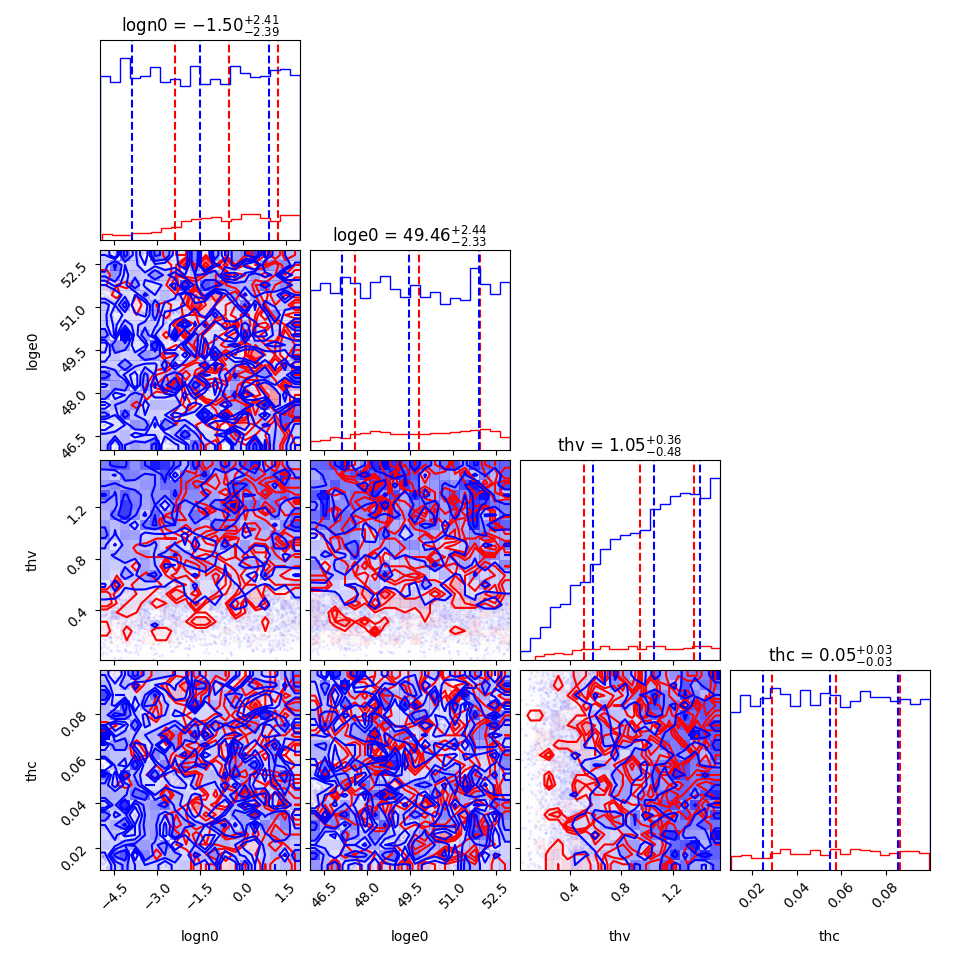 logn0 = −1.50+2.41−2.39
loge0 = 49.46+2.44−2.33
52.5
51.0
49.5
48.0
46.5
loge0
thv = 1.05+0.36−0.48
1.2
0.8
0.4
thv
thc = 0.05+0.03−0.03
0.08
0.06
0.04
0.02
thc
−4.5 −3.0 −1.5 0.0 1.5
46.5 48.0 49.5 51.0 52.5
0.4 0.8 1.2
0.02 0.04 0.06 0.08
logn0 loge0 thv thc